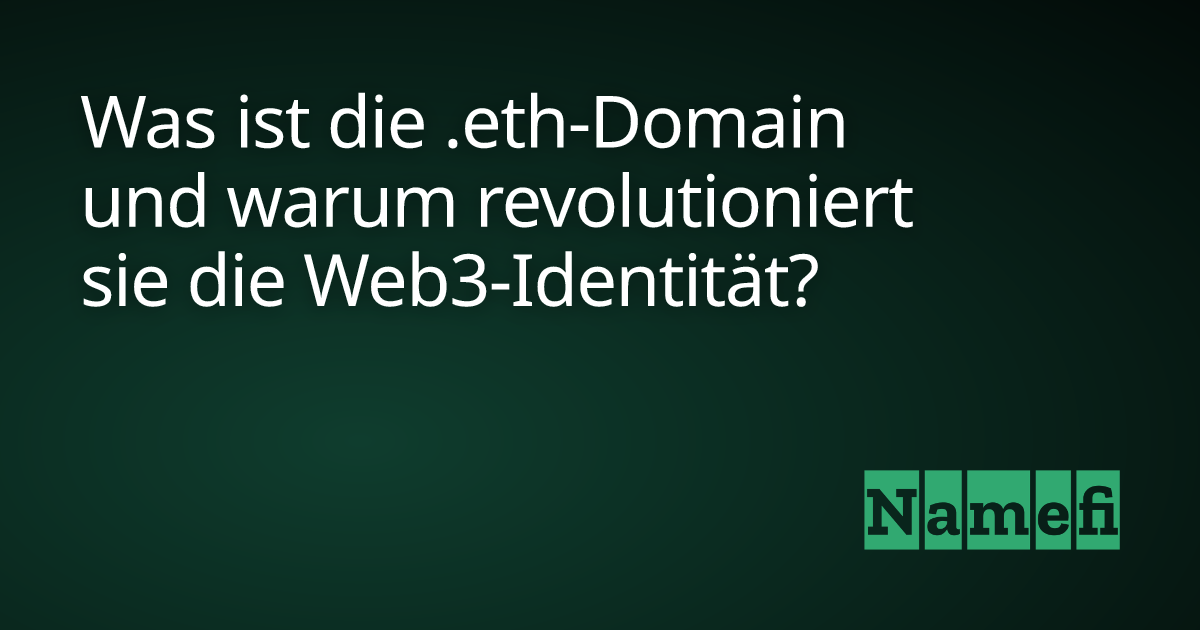 Was ist die .eth-Domain
und warum revolutioniert
sie die Web3-Identität?
Namefi